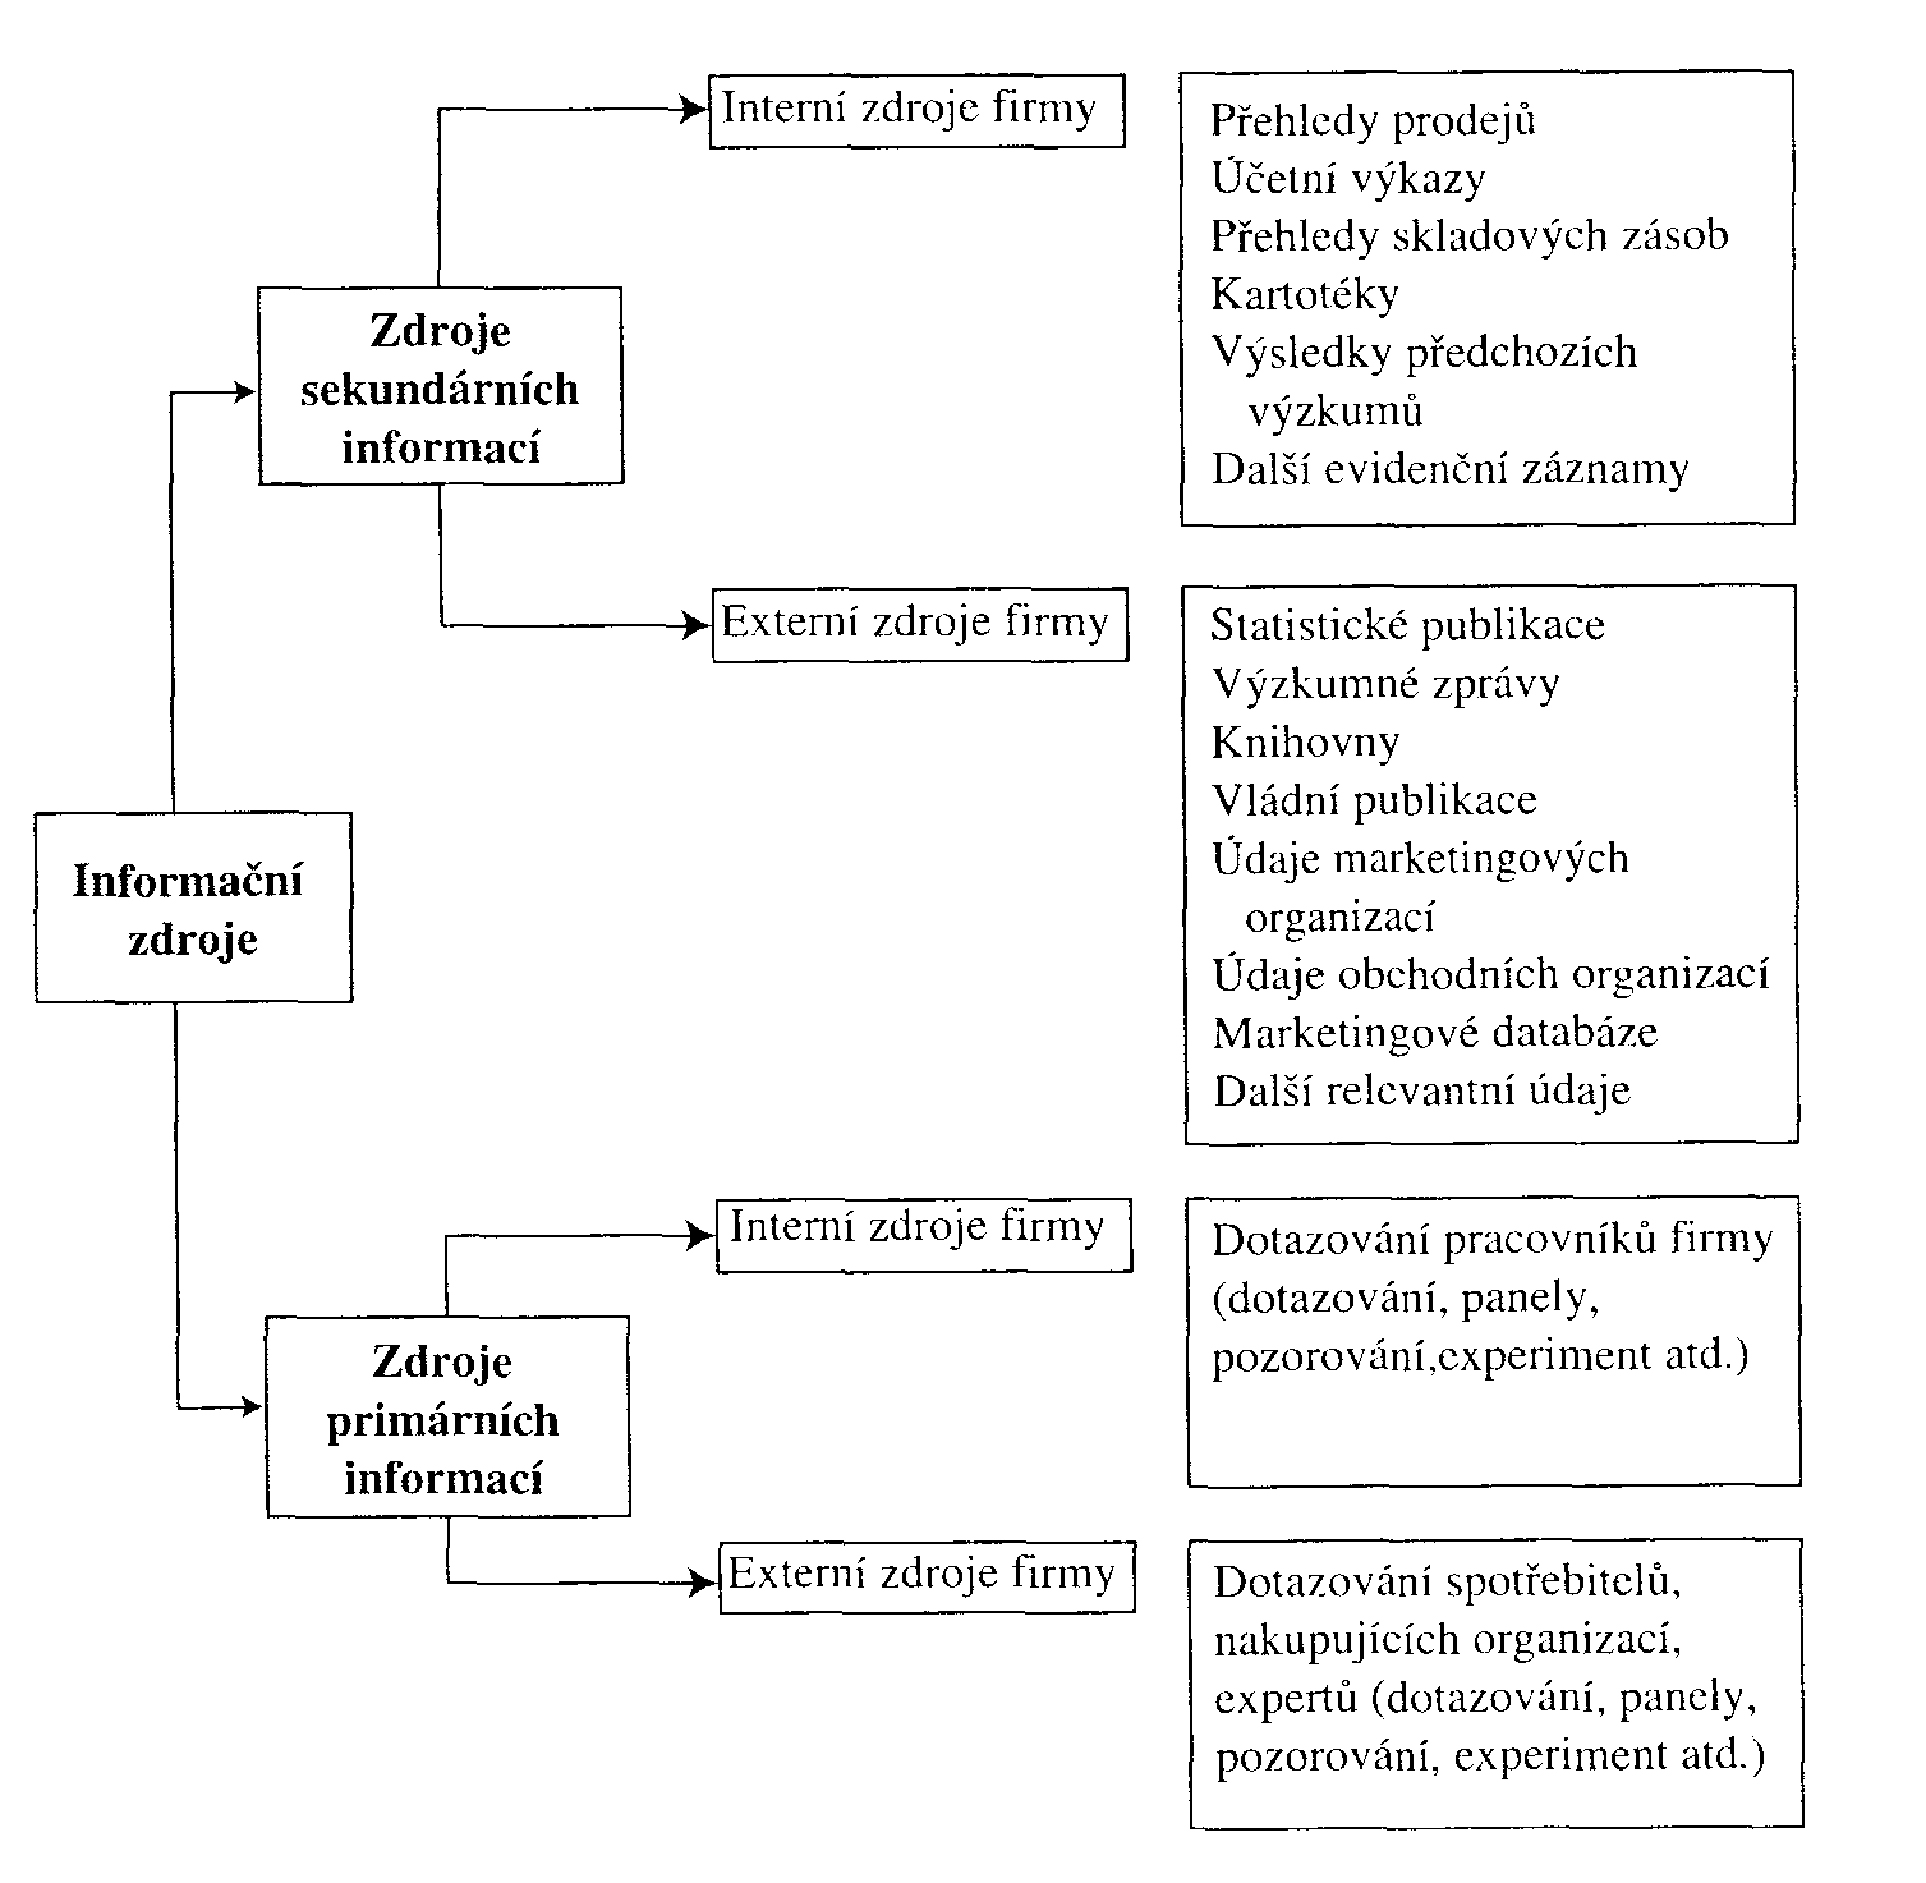 Interní zdroje firmy
Přehledy prodejů
Účetní výkazy
Přehledy skladových zásob
Kartotéky
Výsledky předchozích
výzkumů
Další evidenční záznamy
Zdroje
sekundárních
informací
Externí zdroje firmy
Statistické publikace
Výzkumné zprávy
Knihovny
Vládní publikace
Údaje marketingových
organizací
Údaje obchodních organizací
Marketingové databáze
Další relevantní údaje
Informační
zdroje
Interní zdroje firmy
Dotazování pracovníků firmy
(dotazování, panely,
pozorování,experiment atd.)
Zdroje
primárních
informací
Externí zdroje firmy
Dotazování spotřebitelů,
nakupujících organizací,
expertů (dotazování, panely,
pozorování, experiment atd.)